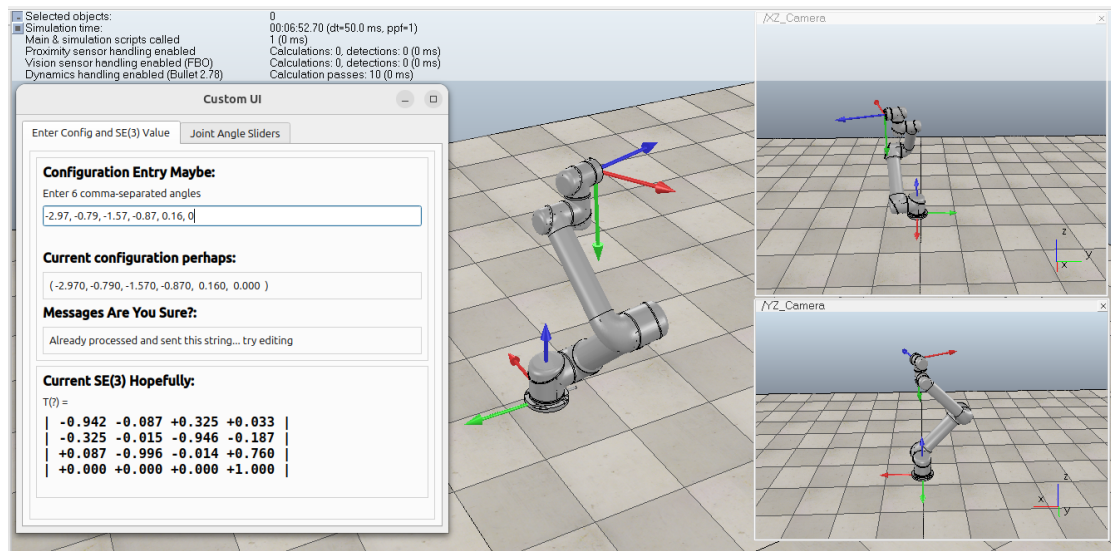 Selected objects: 0
Simulation time: 00:06:52.70 (dt=50.0 ms, ppf=1)
Main & simulation scripts called 1 (0 ms)
Proximity sensor handling enabled Calculations: 0, detections: 0 (0 ms)
Vision sensor handling enabled (FBO) Calculations: 0, detections: 0 (0 ms)
Dynamics handling enabled (Bullet 2.78) Calculation passes: 10 (0 ms)
Custom UI
Enter Config and SE(3) Value Joint Angle Sliders
Configuration Entry Maybe:
Enter 6 comma-separated angles
-2.97, -0.79, -1.57, -0.87, 0.16, 0
Current configuration perhaps:
( -2.970, -0.790, -1.570, -0.870, 0.160, 0.000 )
Messages Are You Sure?:
Already processed and sent this string... try editing
Current SE(3) Hopefully:
T(?) =
| -0.942 -0.087 +0.325 +0.033 |
| -0.325 -0.015 -0.946 -0.187 |
| +0.087 -0.996 -0.014 +0.760 |
| +0.000 +0.000 +0.000 +1.000 |
/XZ_Camera
z
y
x
/YZ_Camera
z
x
y